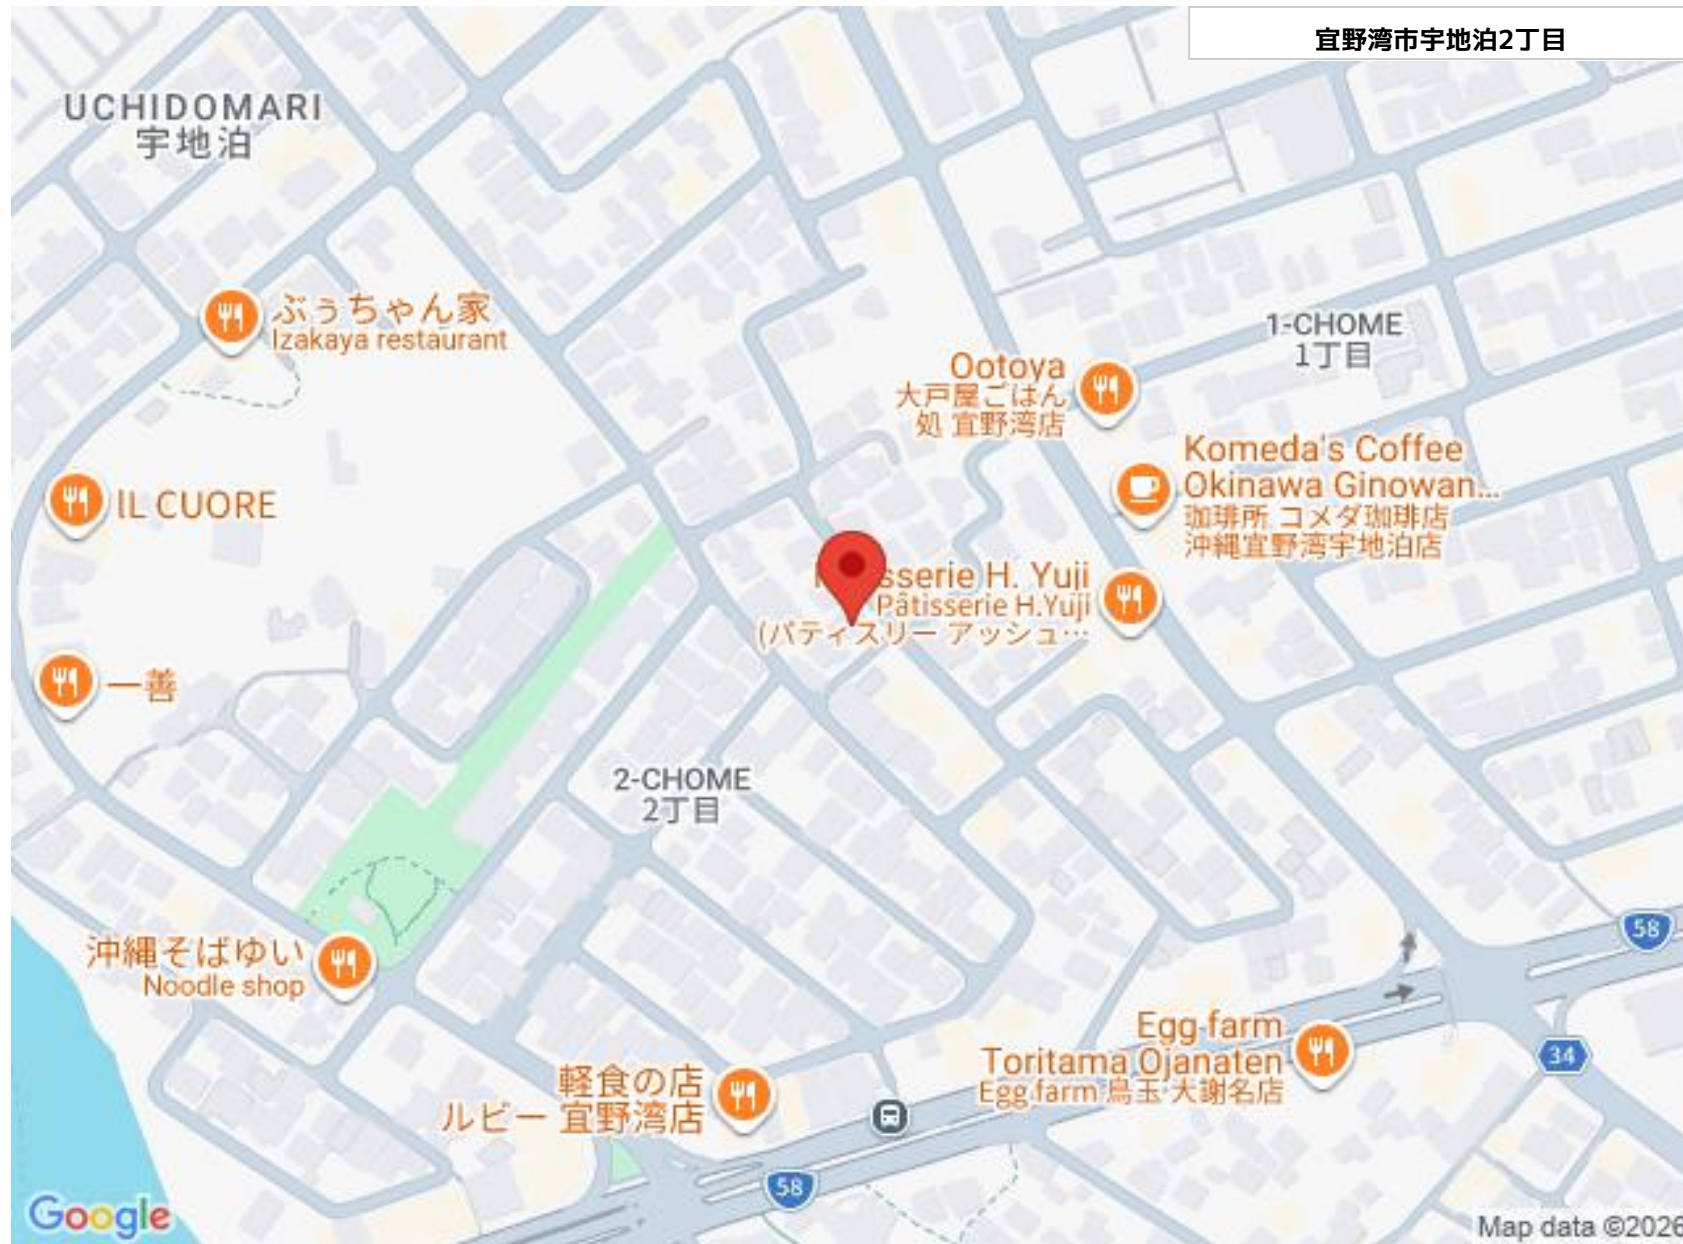 宜野湾市宇地泊2丁目
UCHIDOMARI
宇地泊
ぶぅちゃん家
Izakaya restaurant
1-CHOME
1丁目
Ootoya
大戸屋ごはん
処 宜野湾店
Komeda's Coffee
Okinawa Ginowan...
珈琲所 コメダ珈琲店
沖縄宜野湾宇地泊店
IL CUORE
sserie H. Yuji
Pâtisserie H.Yuji
(パティスリー アッシュ…
一善
2-CHOME
2丁目
58
沖縄そばゆい
Noodle shop
Egg farm
Toritama Ojanaten
Egg farm 鳥玉 大謝名店
34
軽食の店
ルビー 宜野湾店
58
Google
Map data ©2026